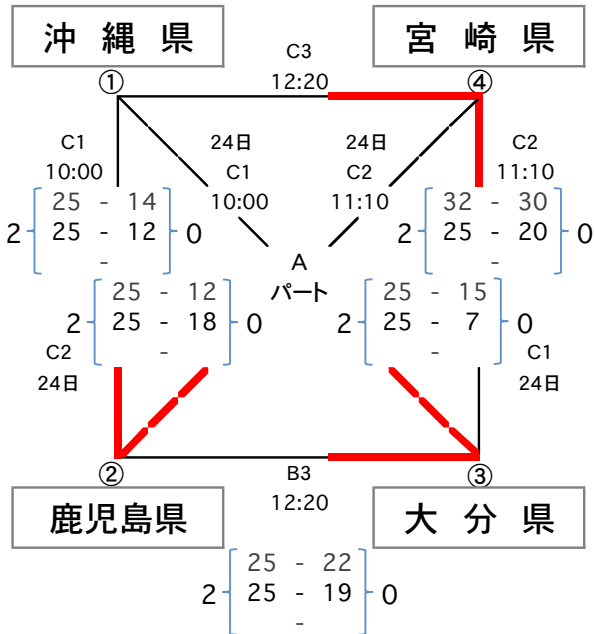 沖 縄 県
宮 崎 県
C3
12:20
①
④
C1
10:00
24日
C1
10:00
24日
C2
11:10
C2
11:10
25 - 14
2 25 - 12 0
-
32 - 30
2 25 - 20 0
-
A
パート
25 - 12
2 25 - 18 0
-
25 - 15
2 25 - 7 0
-
C2
24日
C1
24日
②
③
B3
12:20
鹿児島県
大 分 県
25 - 22
2 25 - 19 0
-